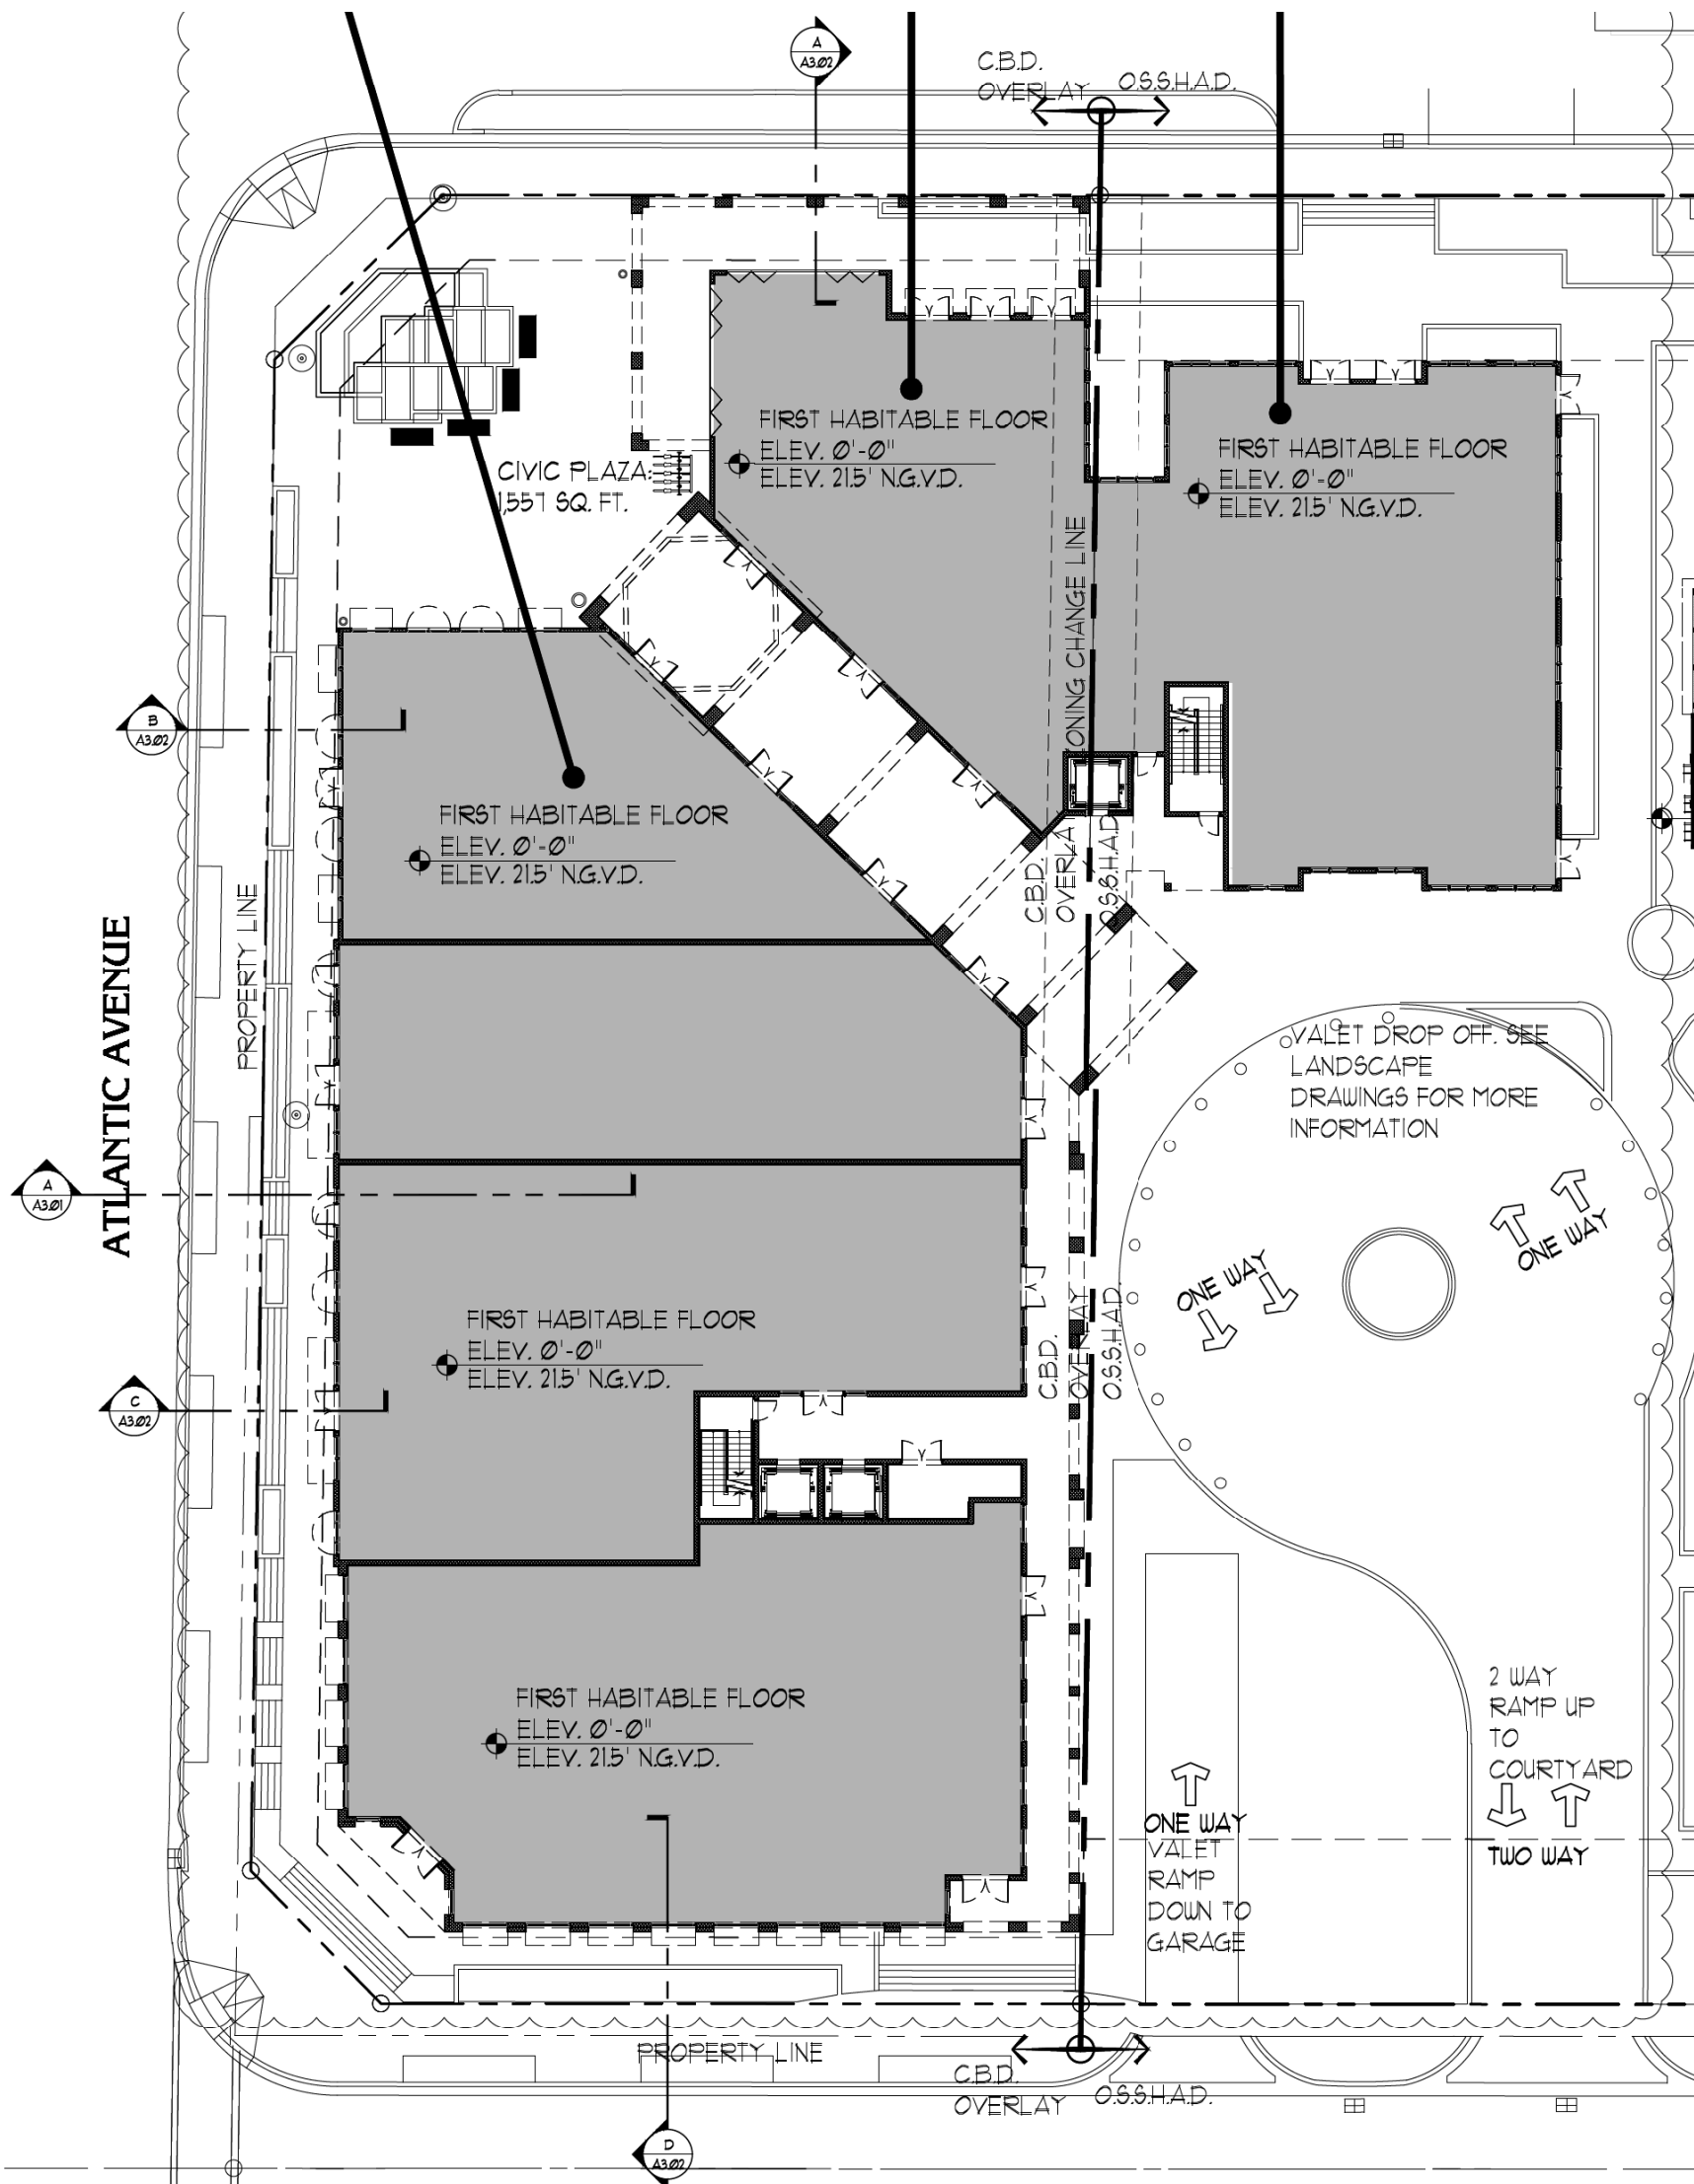 A
A3.02
C.B.D.
OVERLAY
O.S.S.H.A.D.
FIRST HABITABLE FLOOR
ELEV. 0'-0"
ELEV. 21.5' N.G.V.D.
FIRST HABITABLE FLOOR
ELEV. 0'-0"
ELEV. 21.5' N.G.V.D.
CIVIC PLAZA:
1,557 SQ. FT.
ZONING CHANGE LINE
B
A3.02
FIRST HABITABLE FLOOR
ELEV. 0'-0"
ELEV. 21.5' N.G.V.D.
C.B.D.
OVERLAY
O.S.S.H.A.D.
PROPERTY LINE
ATLANTIC AVENUE
VALET DROP OFF. SEE
LANDSCAPE
DRAWINGS FOR MORE
INFORMATION
A
A3.01
ONE WAY
ONE WAY
FIRST HABITABLE FLOOR
ELEV. 0'-0"
ELEV. 21.5' N.G.V.D.
C.B.D.
OVERLAY
O.S.S.H.A.D.
C
A3.02
FIRST HABITABLE FLOOR
ELEV. 0'-0"
ELEV. 21.5' N.G.V.D.
2 WAY
RAMP UP
TO
COURTYARD
TWO WAY
ONE WAY
VALET
RAMP
DOWN TO
GARAGE
PROPERTY LINE
C.B.D.
OVERLAY
O.S.S.H.A.D.
D
A3.02